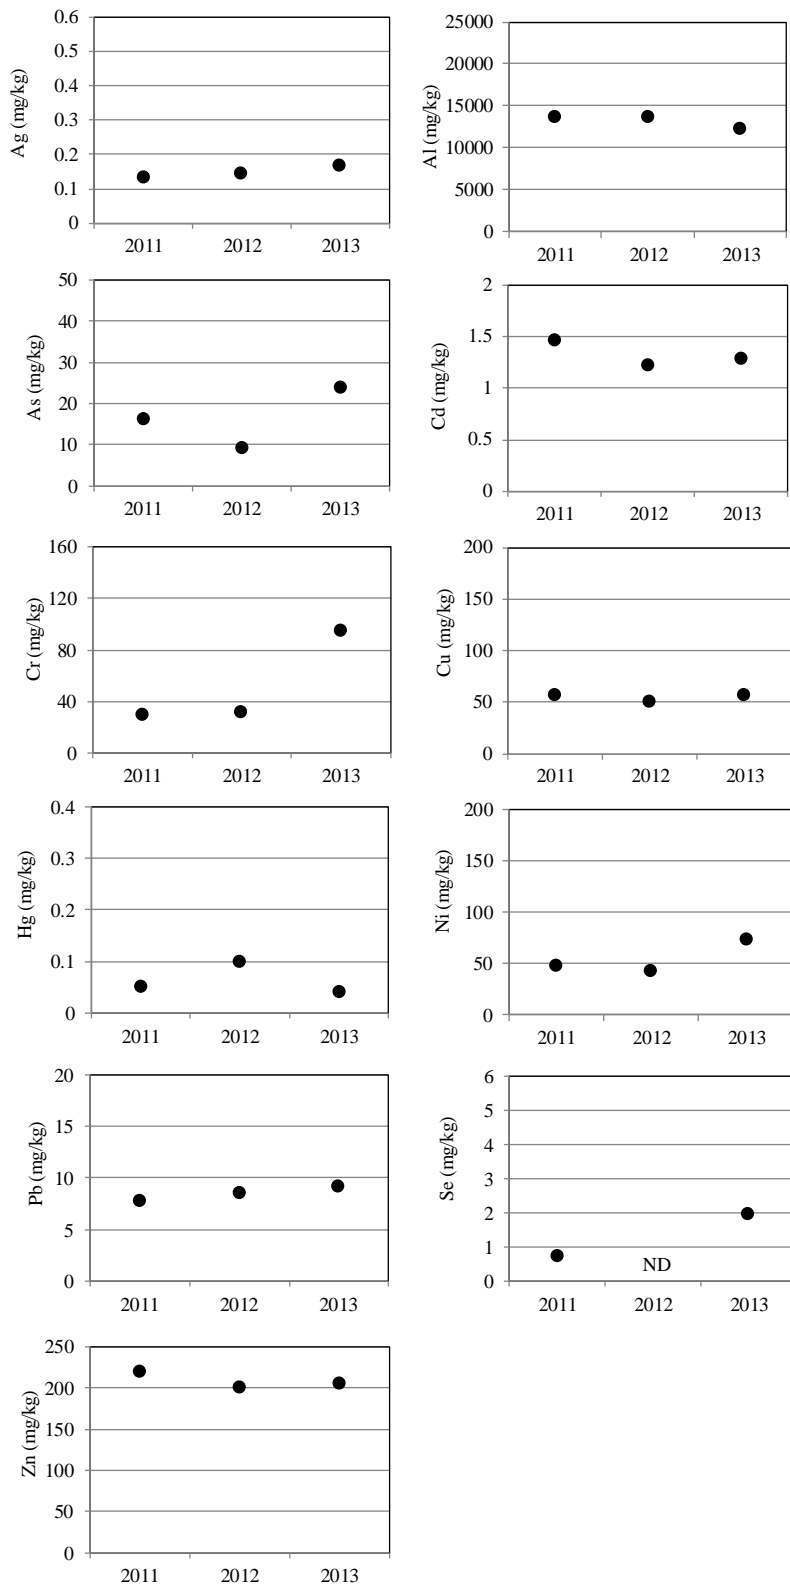 Ag (mg/kg)
0.6
0.5
0.4
0.3
0.2
0.1
0
2011 2012 2013
Al (mg/kg)
25000
20000
15000
10000
5000
0
2011 2012 2013
As (mg/kg)
50
40
30
20
10
0
2011 2012 2013
Cd (mg/kg)
2
1.5
1
0.5
0
2011 2012 2013
Cr (mg/kg)
160
120
80
40
0
2011 2012 2013
Cu (mg/kg)
200
150
100
50
0
2011 2012 2013
Hg (mg/kg)
0.4
0.3
0.2
0.1
0
2011 2012 2013
Ni (mg/kg)
200
150
100
50
0
2011 2012 2013
Pb (mg/kg)
20
15
10
5
0
2011 2012 2013
Se (mg/kg)
6
5
4
3
2
1
0
ND
2011 2012 2013
Zn (mg/kg)
250
200
150
100
50
0
2011 2012 2013